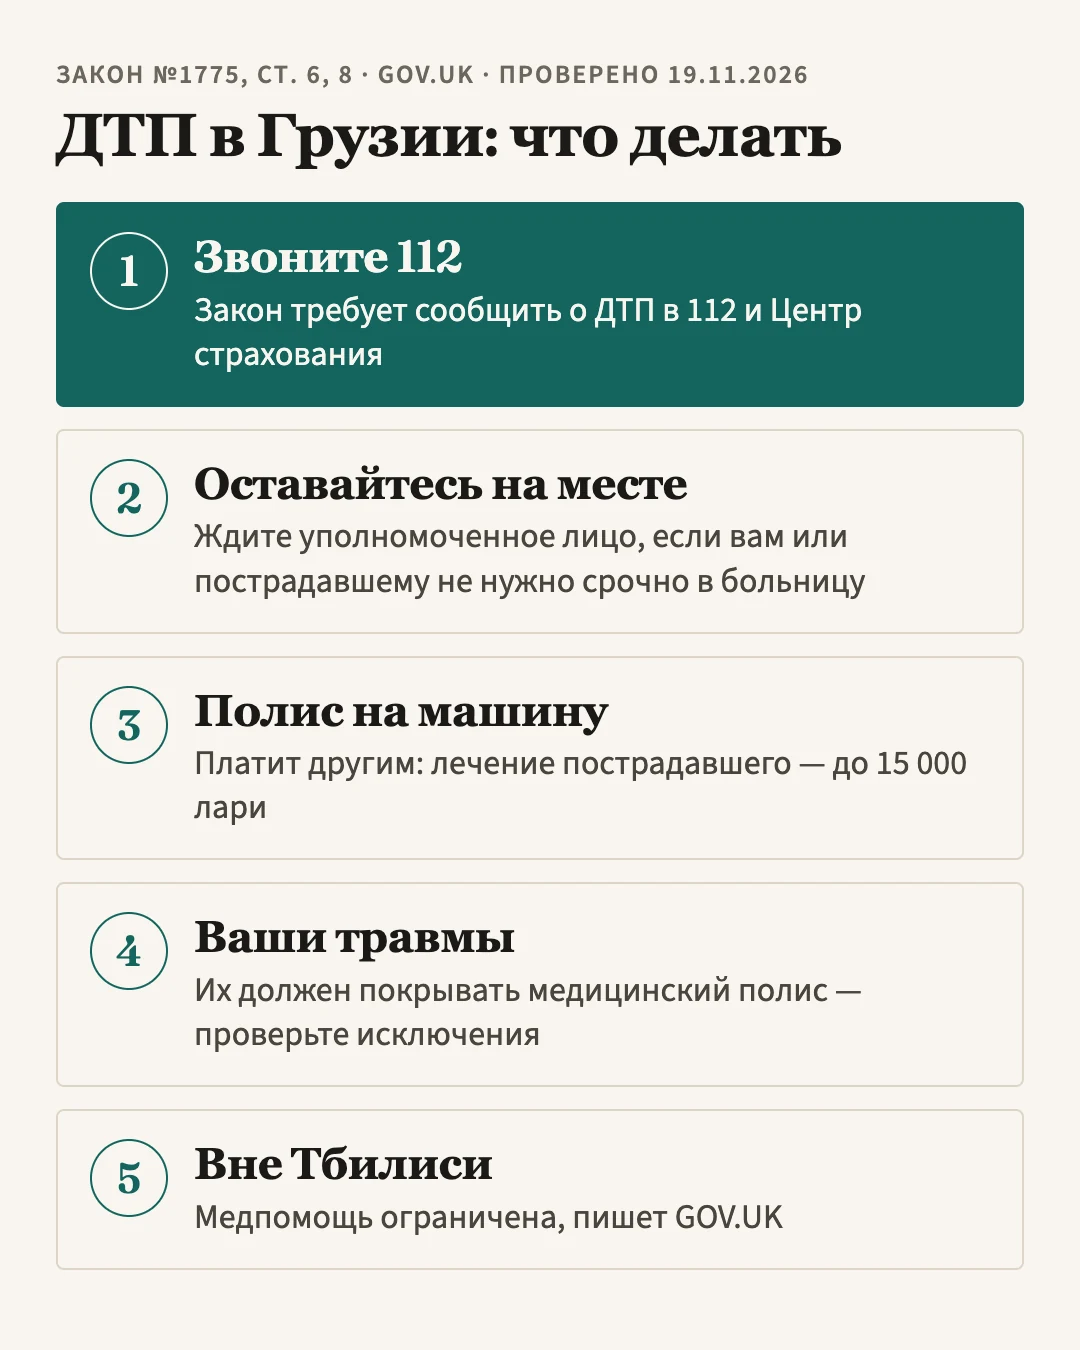 ЗАКОН №1775, СТ. 6, 8 · GOV.UK · ПРОВЕРЕНО 19.11.2026
ДТП в Грузии: что делать
1
Звоните 112
Закон требует сообщить о ДТП в 112 и Центр
страхования
2
Оставайтесь на месте
Ждите уполномоченное лицо, если вам или
пострадавшему не нужно срочно в больницу
3
Полис на машину
Платит другим: лечение пострадавшего — до 15 000
лари
4
Ваши травмы
Их должен покрывать медицинский полис —
проверьте исключения
5
Вне Тбилиси
Медпомощь ограничена, пишет GOV.UK